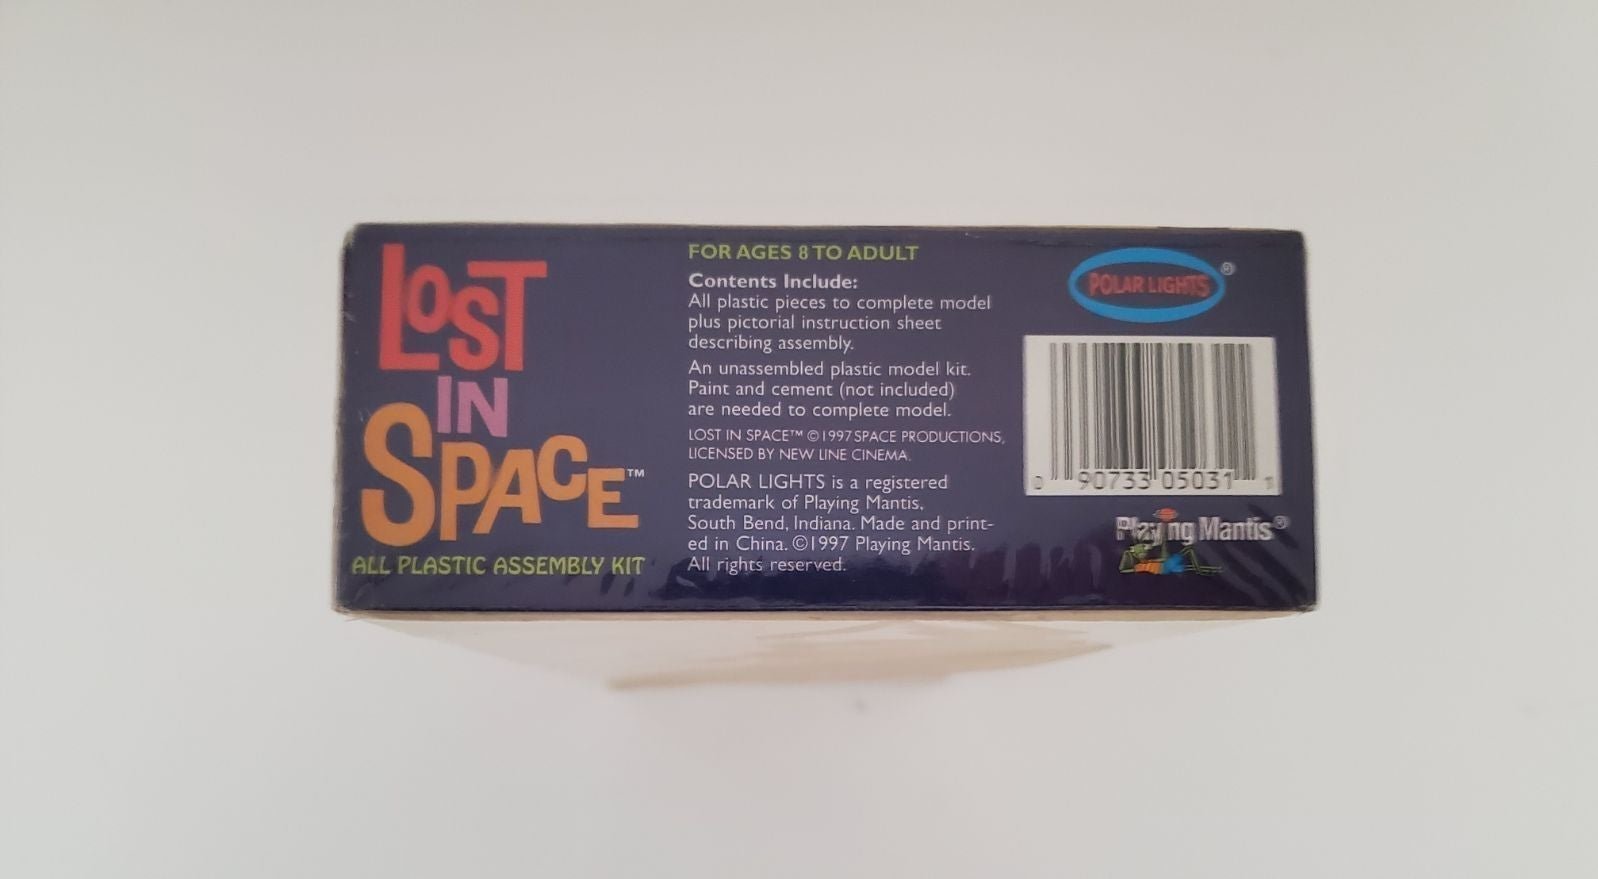 LOST
IN
SPACE™
ALL PLASTIC ASSEMBLY KIT
FOR AGES 8 TO ADULT
Contents Include:
All plastic pieces to complete model
plus pictorial instruction sheet
describing assembly.
An unassembled plastic model kit.
Paint and cement (not included)
are needed to complete model.
LOST IN SPACE™ ©1997 SPACE PRODUCTIONS,
LICENSED BY NEW LINE CINEMA.
POLAR LIGHTS is a registered
trademark of Playing Mantis,
South Bend, Indiana. Made and print-
ed in China. ©1997 Playing Mantis.
All rights reserved.
POLAR LIGHTS®
0 90733 05031 1
Playing Mantis®